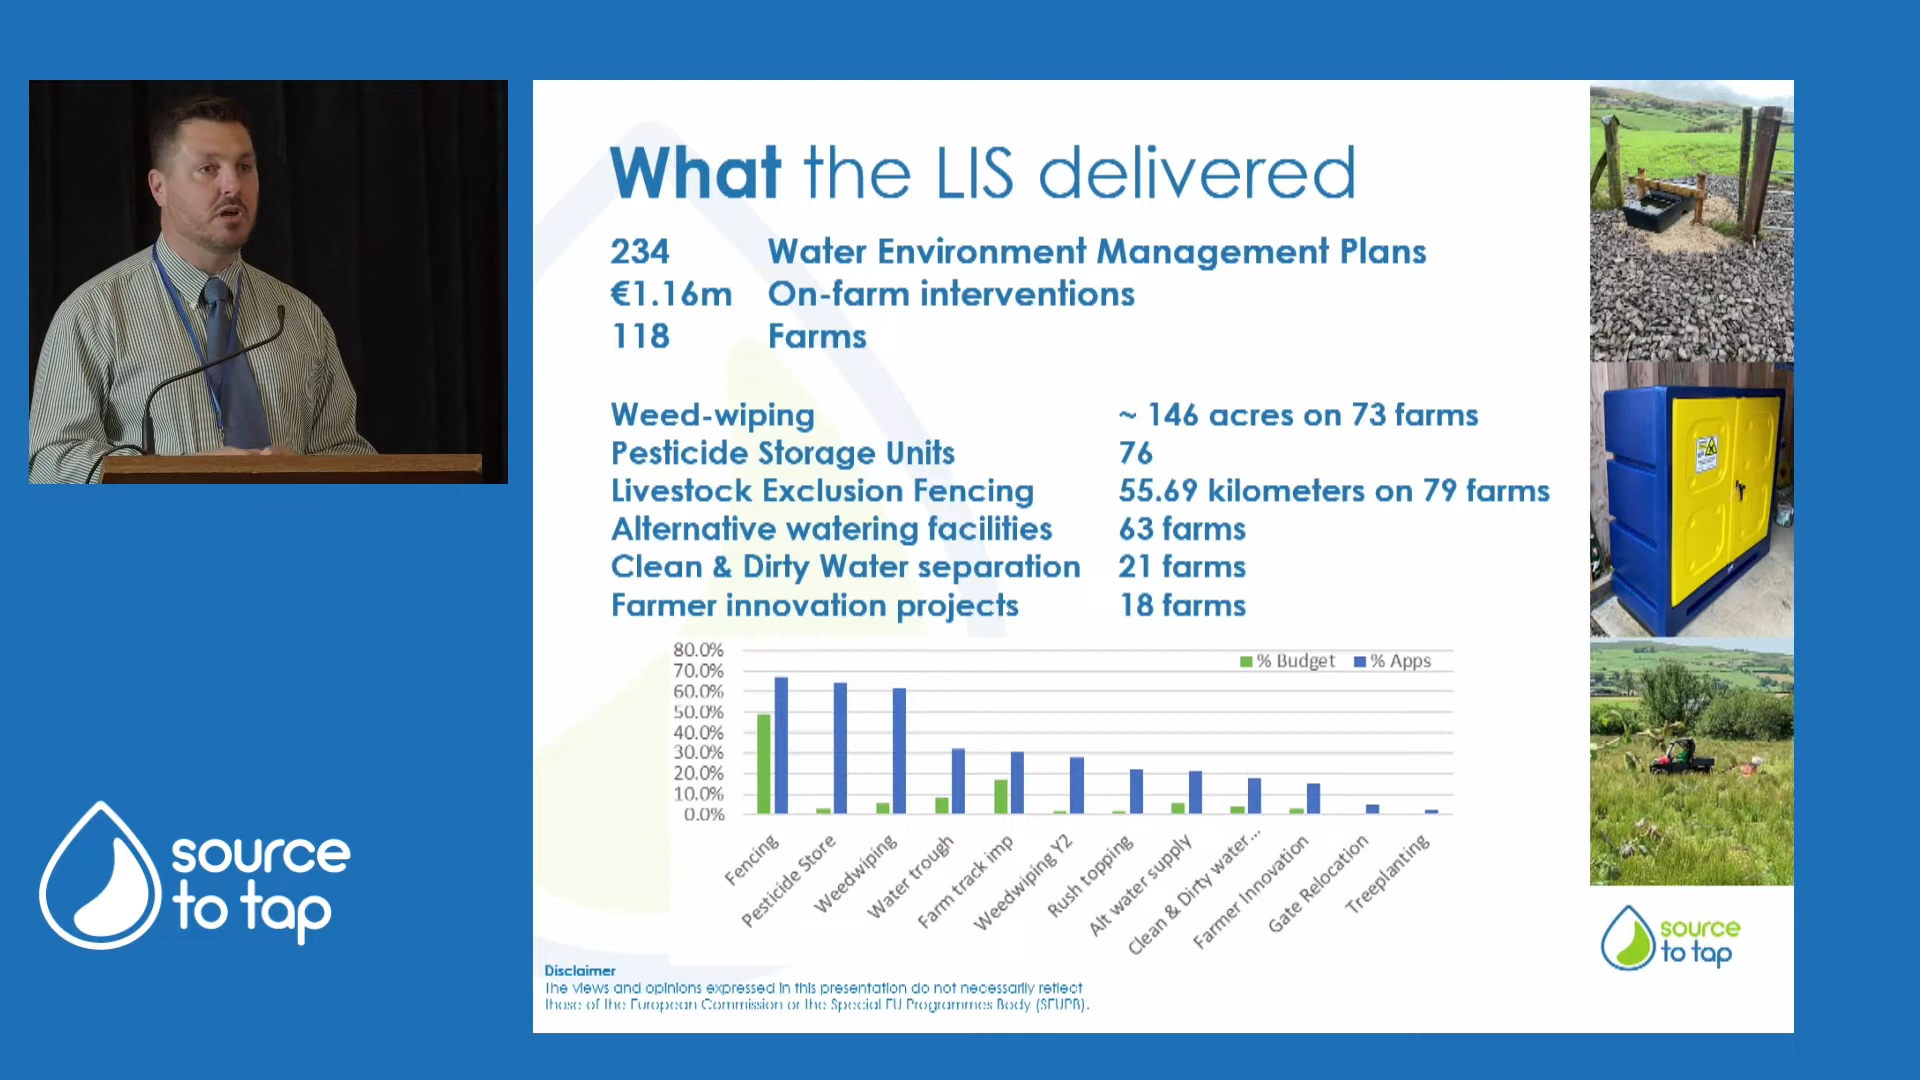 What the LIS delivered
234 Water Environment Management Plans
€1.16m On-farm interventions
118 Farms
Weed-wiping ~ 146 acres on 73 farms
Pesticide Storage Units 76
Livestock Exclusion Fencing 55.69 kilometers on 79 farms
Alternative watering facilities 63 farms
Clean & Dirty Water separation 21 farms
Farmer innovation projects 18 farms
% Budget % Apps
80.0%
70.0%
60.0%
50.0%
40.0%
30.0%
20.0%
10.0%
0.0%
Fencing
Pesticide Store
Weedwiping
Water trough
Farm track imp
Weedwiping Y2
Rush topping
Alt water supply
Clean & Dirty water...
Farmer Innovation
Gate Relocation
Treeplanting
Disclaimer
The views and opinions expressed in this presentation do not necessarily reflect
those of the European Commission or the Special EU Programmes Body (SEUPB).
source
to tap
source
to tap